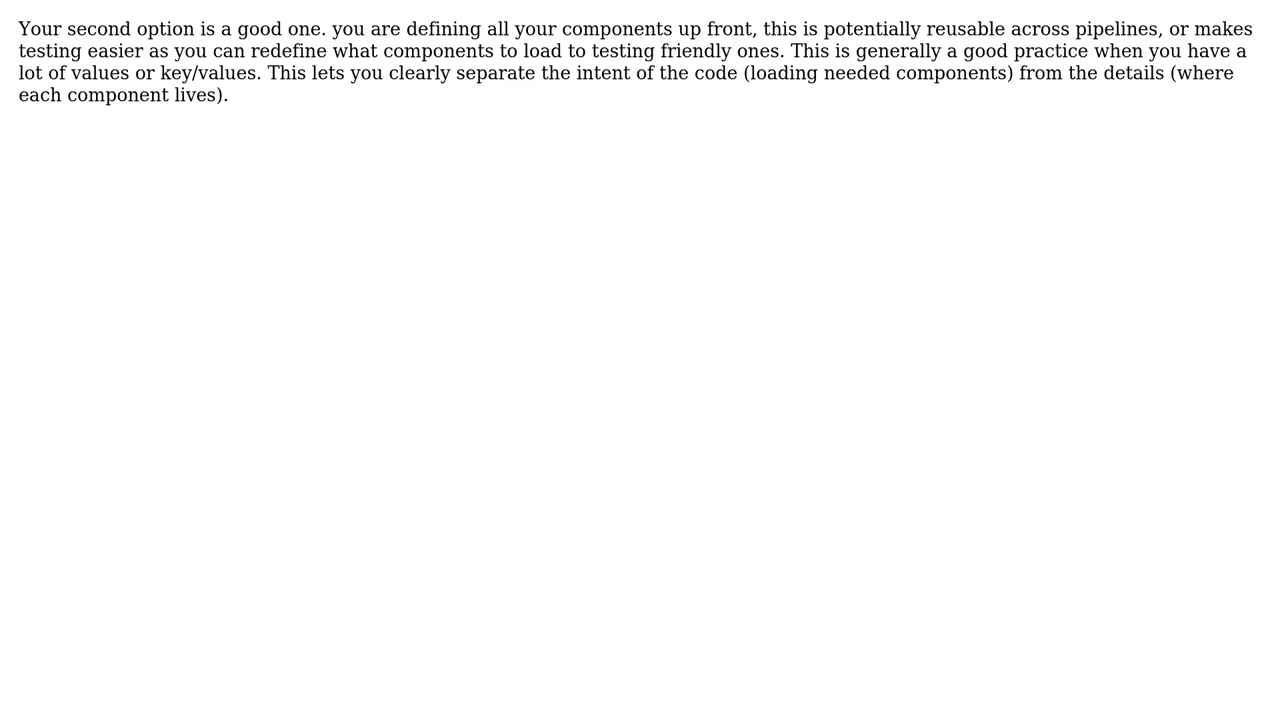 Your second option is a good one. you are defining all your components up front, this is potentially reusable across pipelines, or makes
testing easier as you can redefine what components to load to testing friendly ones. This is generally a good practice when you have a
lot of values or key/values. This lets you clearly separate the intent of the code (loading needed components) from the details (where
each component lives).